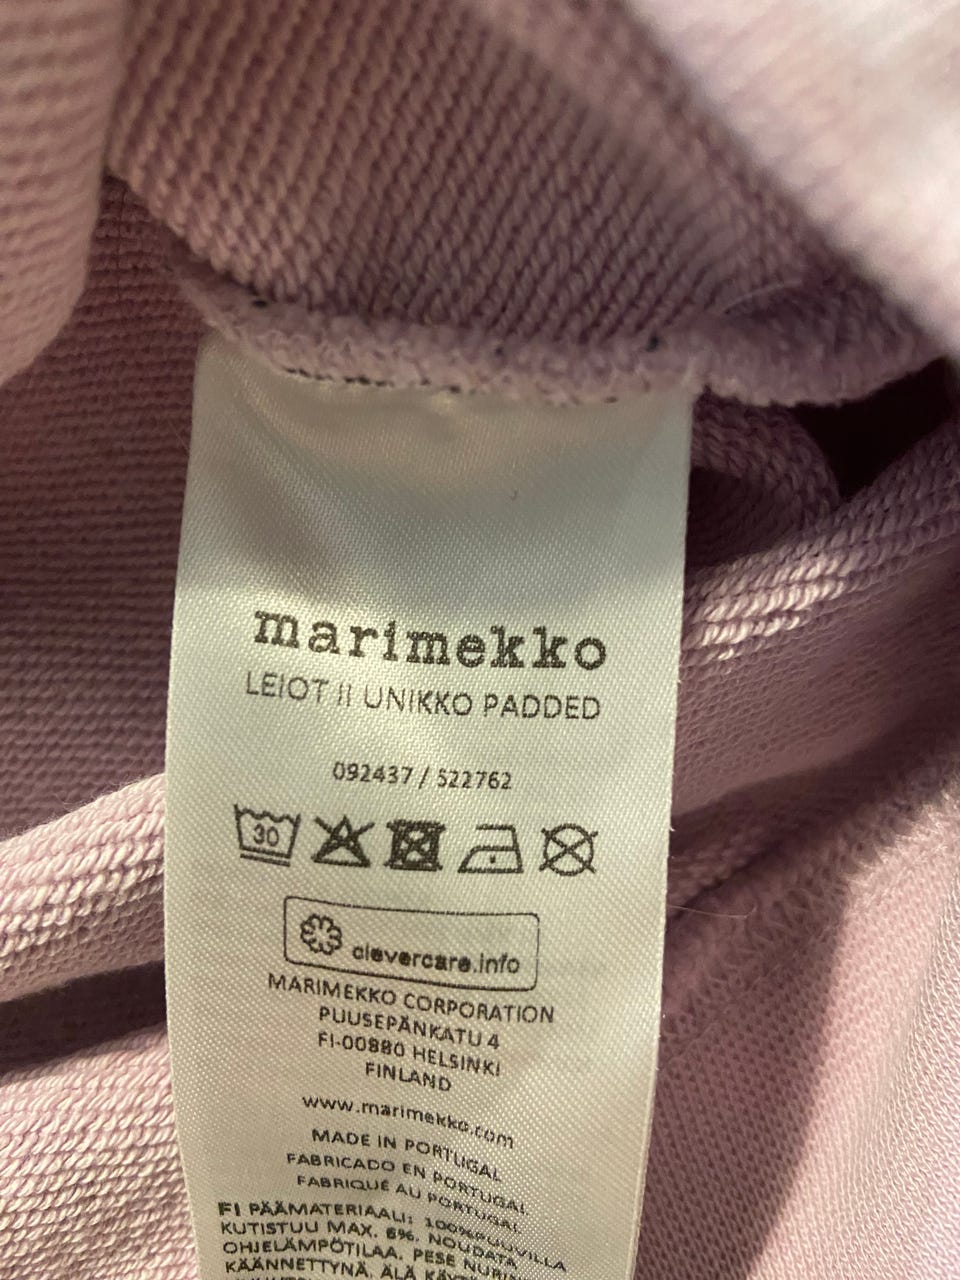 marimekko
LEIOT II UNIKKO PADDED
092437 / 522762
30
clevercare.info
MARIMEKKO CORPORATION
PUUSEPÄNKATU 4
FI-00880 HELSINKI
FINLAND
www.marimekko.com
MADE IN PORTUGAL
FABRICADO EN PORTUGAL
FABRIQUÉ AU PORTUGAL
FI PÄÄMATERIAALI: 100%PUUVILLA
KUTISTUU MAX. 6%. NOUDATA
OHJELÄMPÖTILAA. PESE NURIN
KÄÄNNETTYNÄ. ÄLÄ